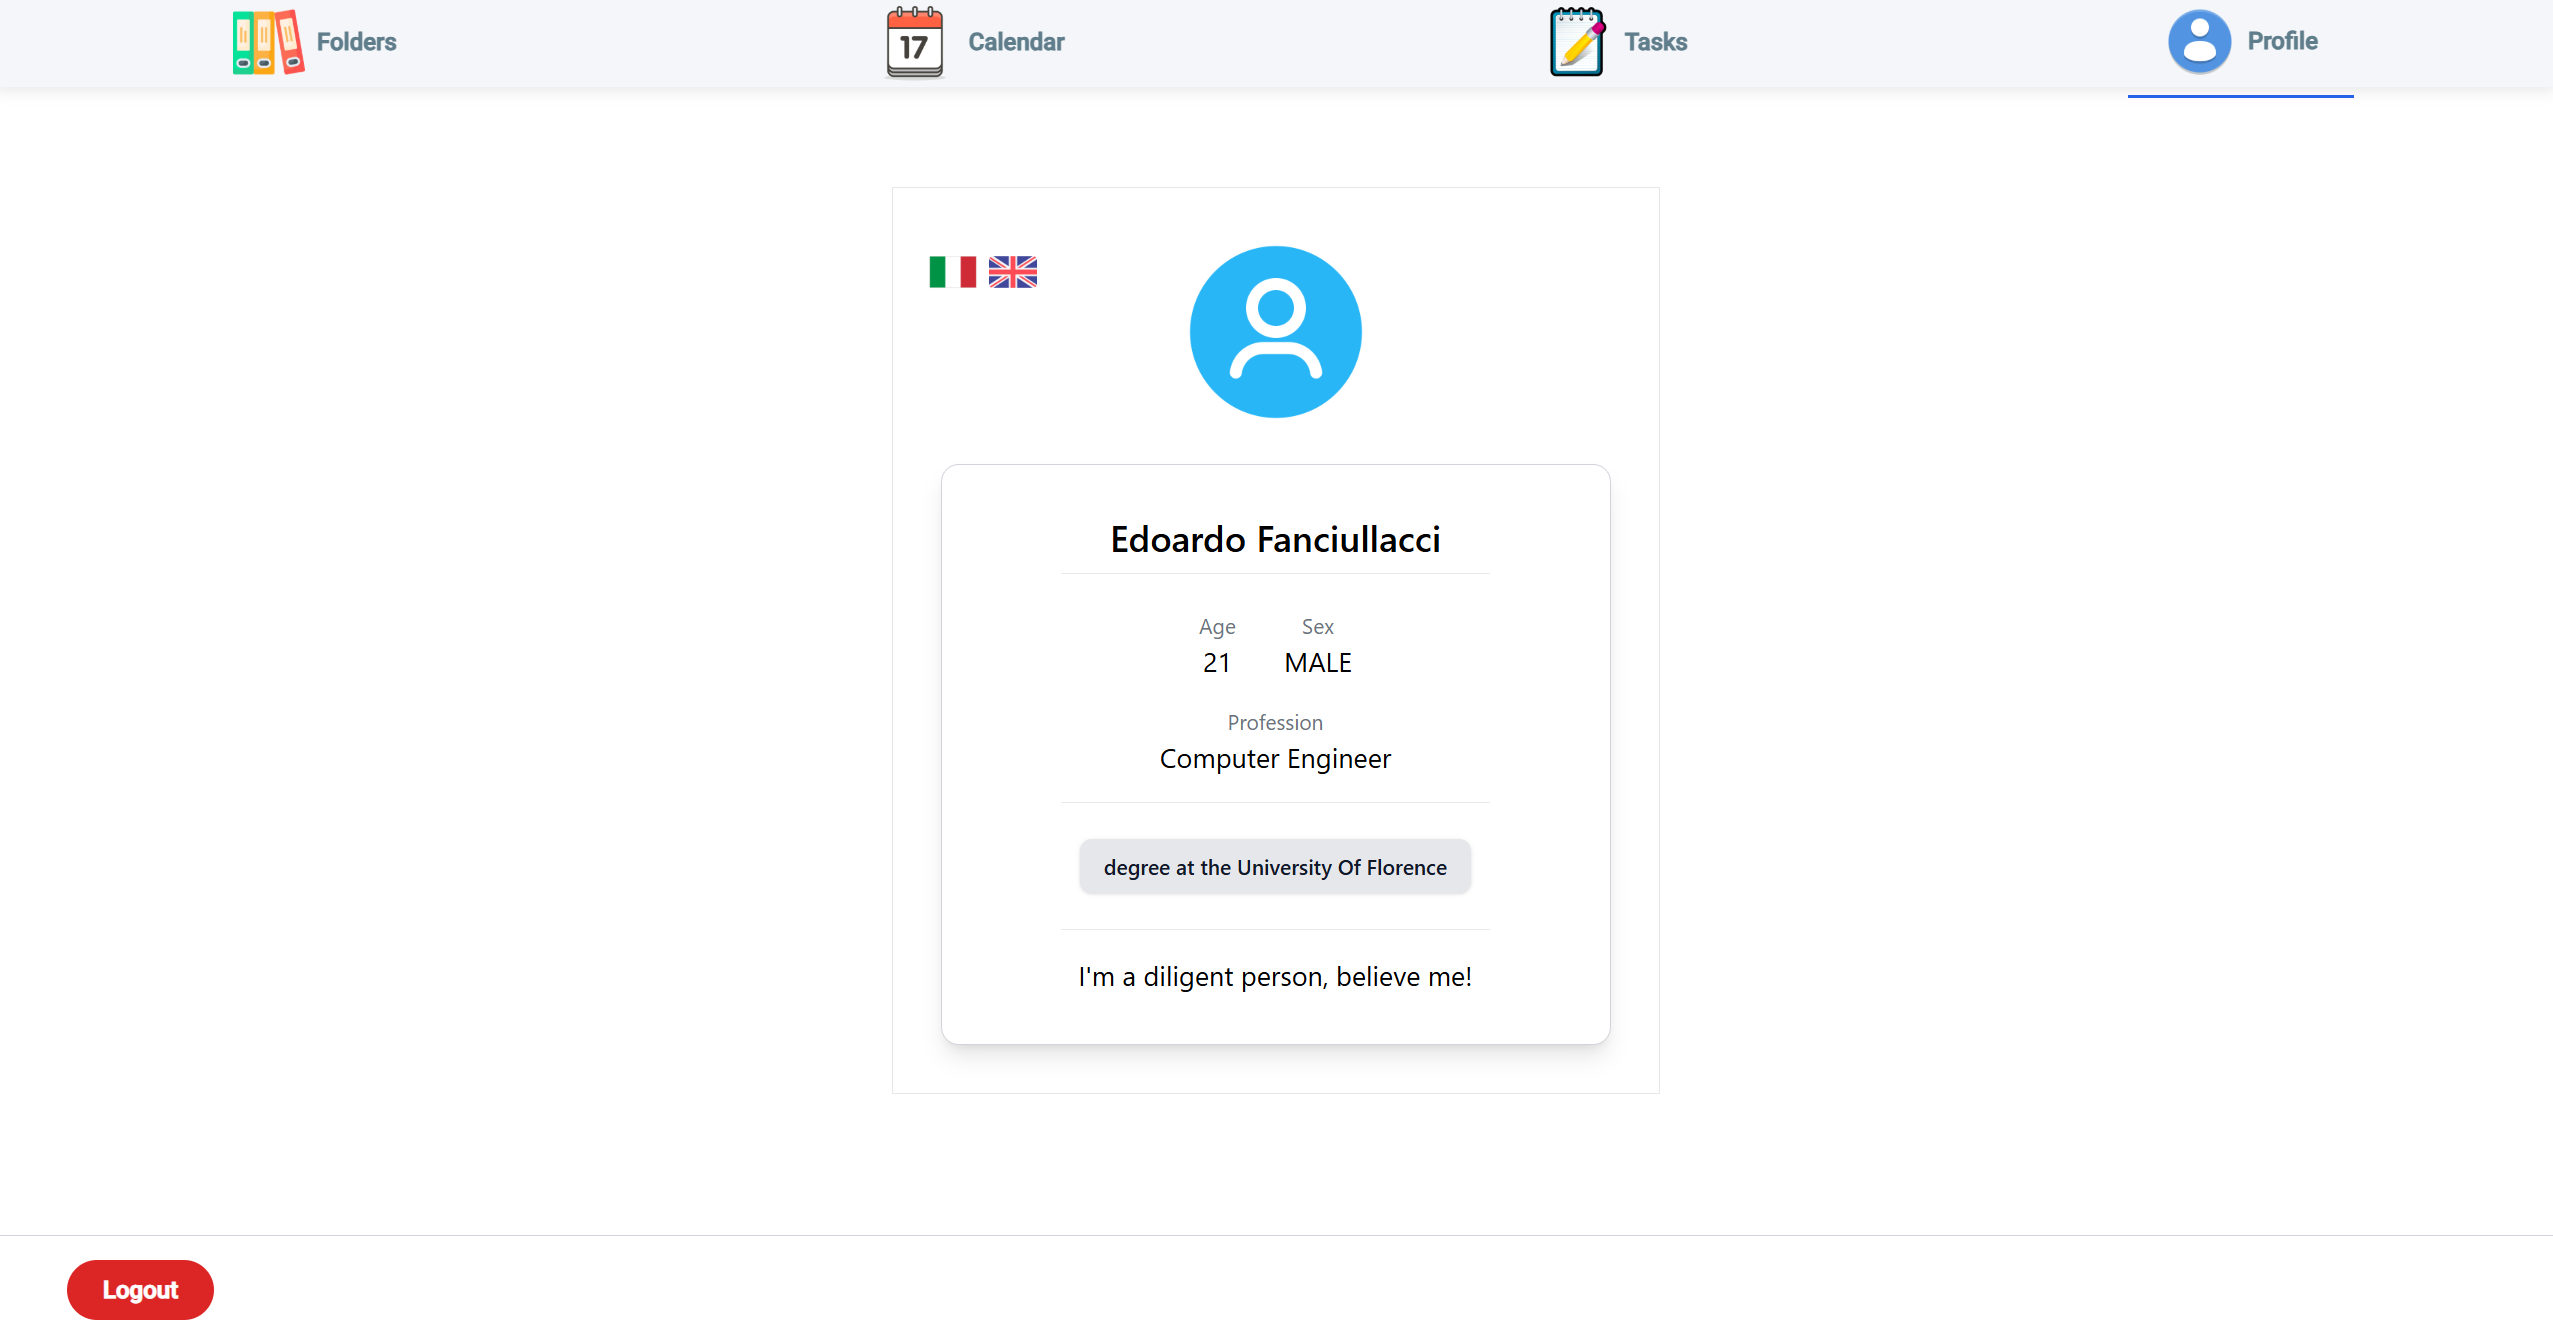 Folders
17
Calendar
Tasks
Profile
Edoardo Fanciullacci
Age Sex
21 MALE
Profession
Computer Engineer
degree at the University Of Florence
I'm a diligent person, believe me!
Logout